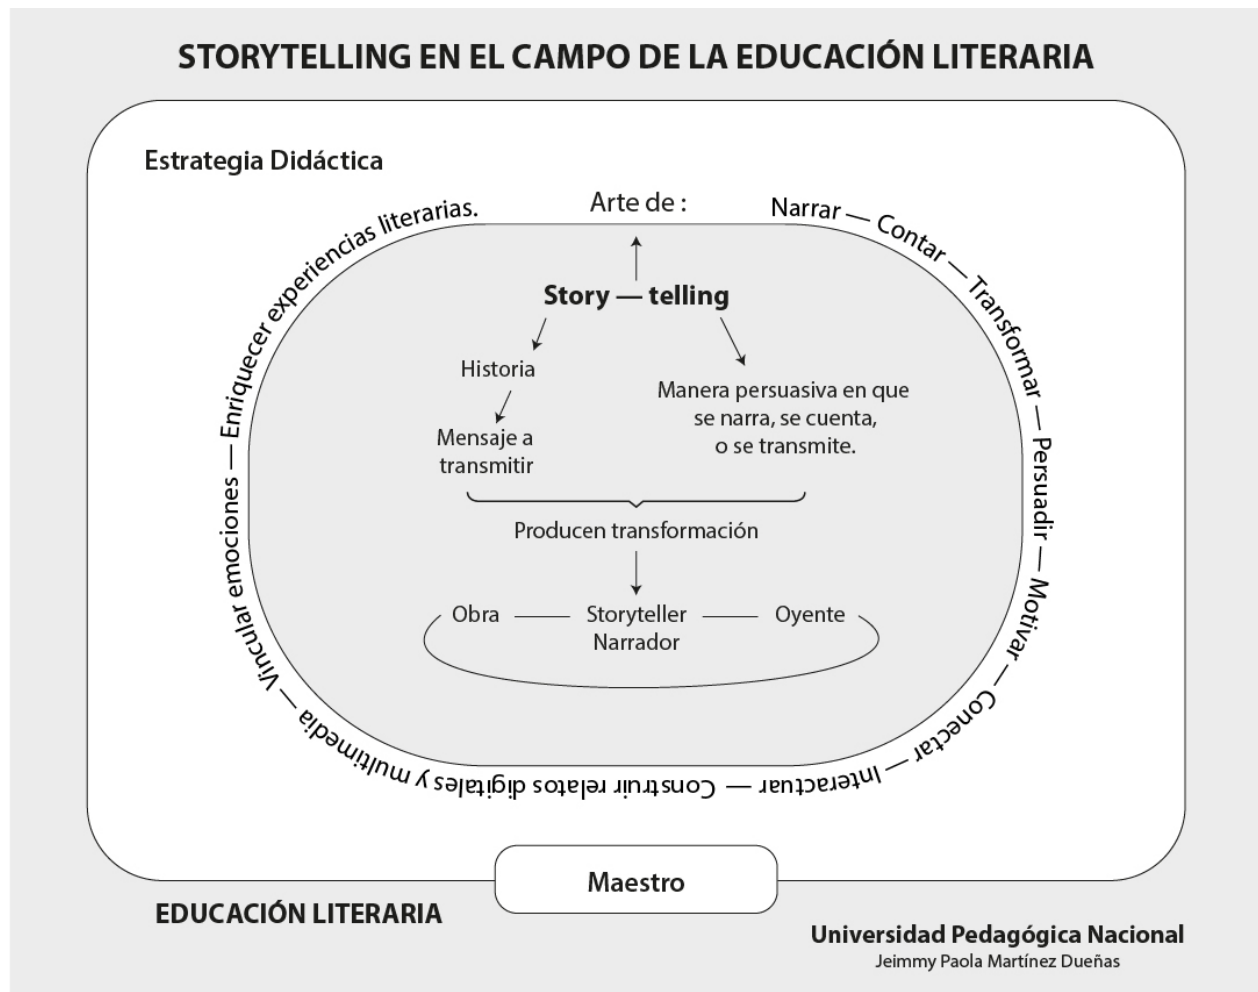 STORYTELLING EN EL CAMPO DE LA EDUCACIÓN LITERARIA
Estrategia Didáctica
Arte de :
Narrar — Contar — Transformar — Persuadir — Motivar — Conectar — Interactuar — Construir relatos digitales y multimedia — Vincular emociones — Enriquecer experiencias literarias.
Story — telling
Historia
Mensaje a
transmitir
Manera persuasiva en que
se narra, se cuenta,
o se transmite.
Producen transformación
Obra
Storyteller
Narrador
Oyente
Maestro
EDUCACIÓN LITERARIA
Universidad Pedagógica Nacional
Jeimmy Paola Martínez Dueñas